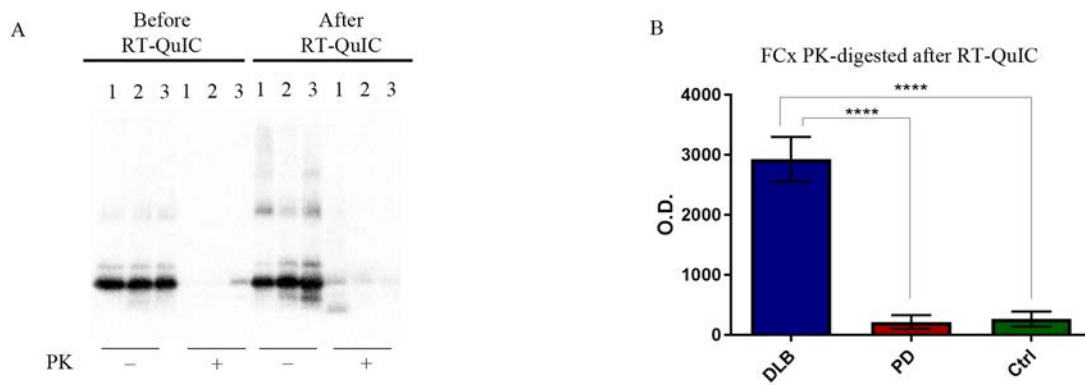 A
Before
RT-QuIC
After
RT-QuIC
1 2 3 1 2 3 1 2 3 1 2 3
PK − + − +
B
FCx PK-digested after RT-QuIC
****
****
4000
3000
2000
1000
0
O.D.
DLB
PD
Ctrl